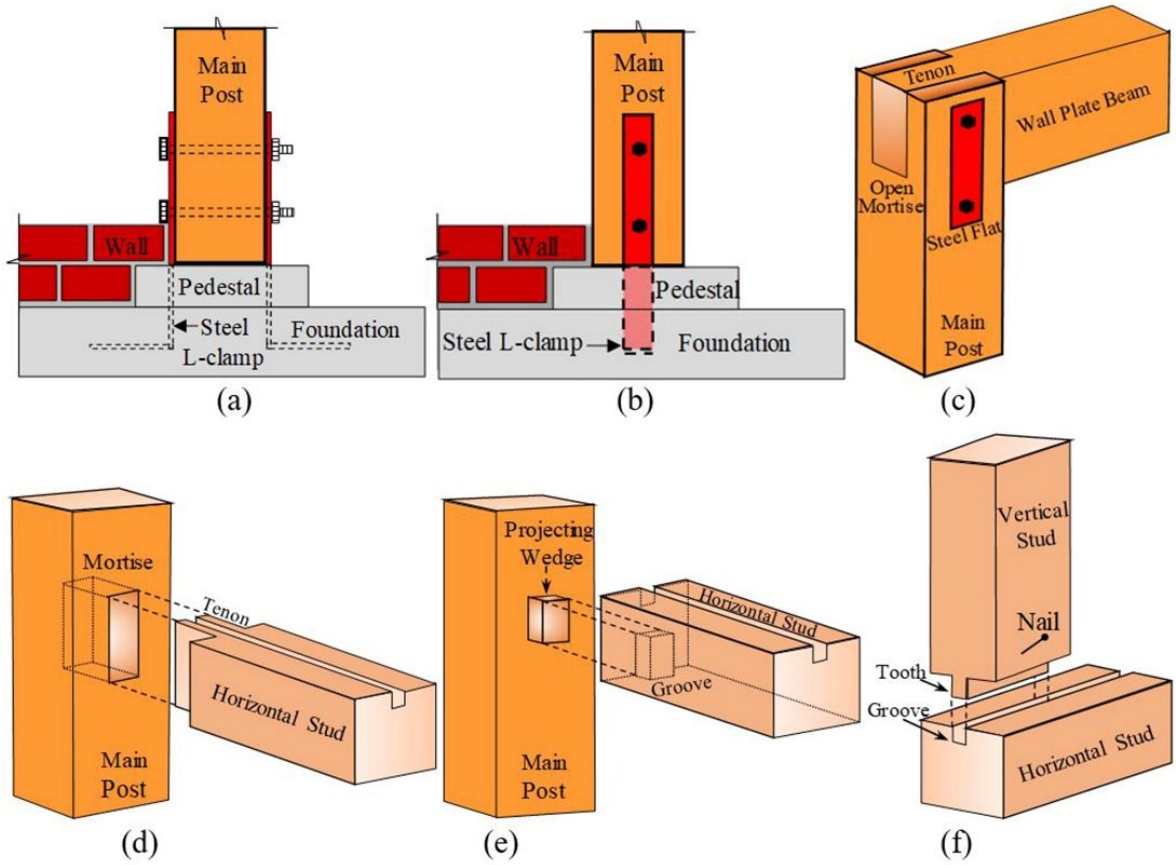 Main
Post
Wall
Pedestal
Steel
L-clamp
Foundation
(a)
Main
Post
Wall
Pedestal
Steel L-clamp
Foundation
(b)
Tenon
Wall Plate Beam
Open
Mortise
Steel Flat
Main
Post
(c)
Mortise
Tenon
Horizontal Stud
Main
Post
(d)
Projecting
Wedge
Horizontal Stud
Groove
Main
Post
(e)
Vertical
Stud
Nail
Tooth
Groove
Horizontal Stud
(f)